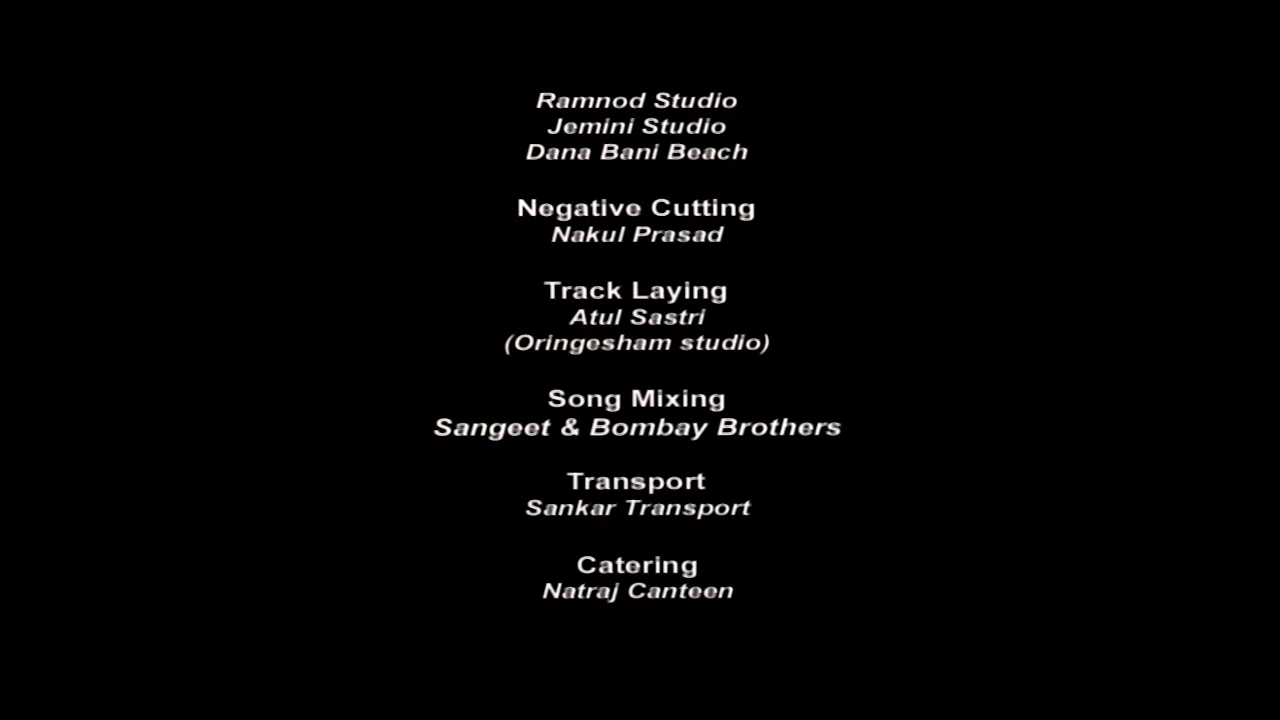 Ramnod Studio
Jemini Studio
Dana Bani Beach
Negative Cutting
Nakul Prasad
Track Laying
Atul Sastri
(Oringesham studio)
Song Mixing
Sangeet & Bombay Brothers
Transport
Sankar Transport
Catering
Natraj Canteen